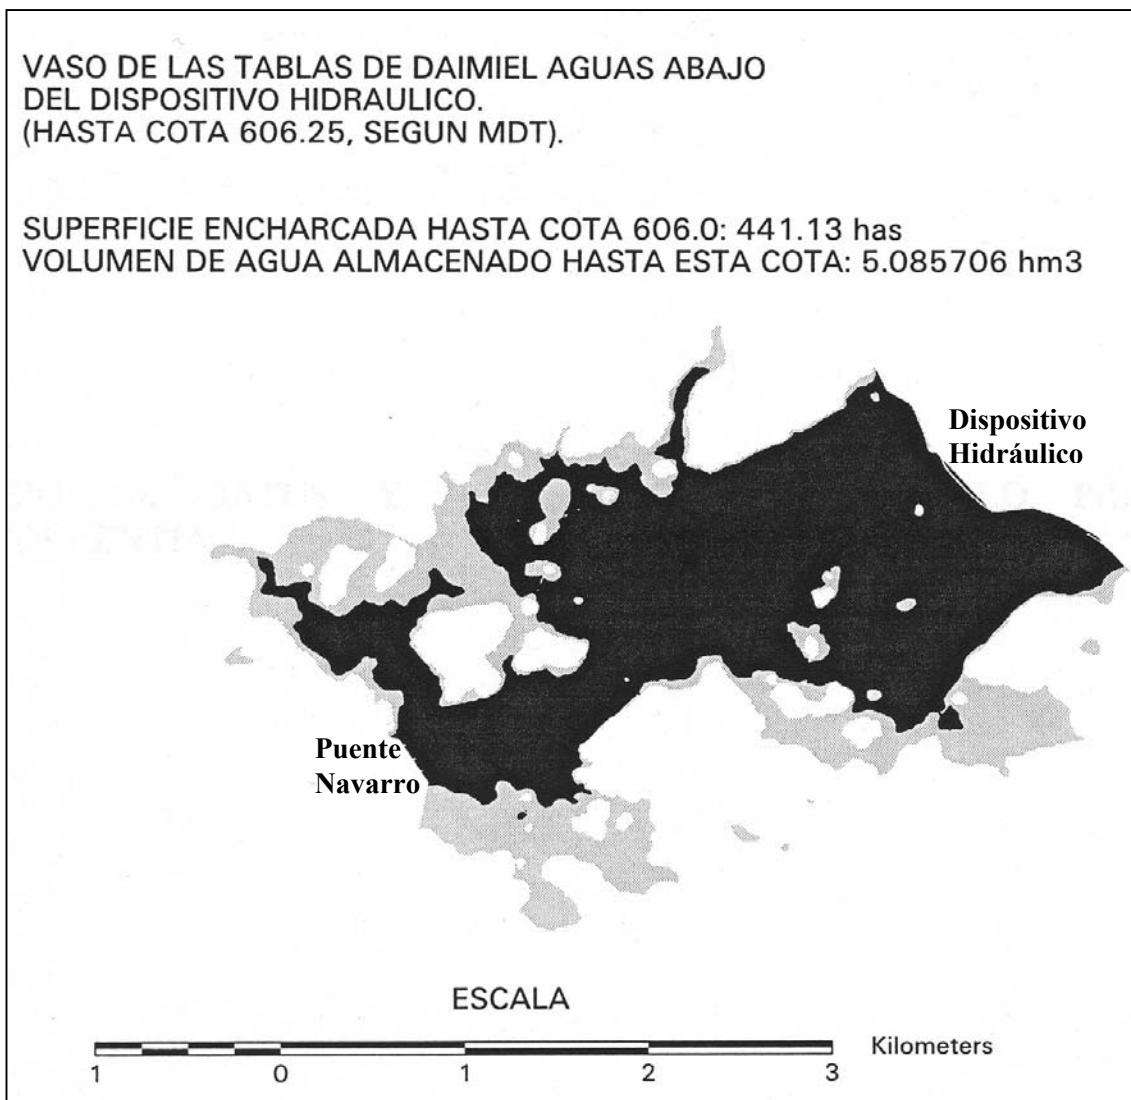 VASO DE LAS TABLAS DE DAIMIEL AGUAS ABAJO
DEL DISPOSITIVO HIDRAULICO.
(HASTA COTA 606.25, SEGUN MDT).
SUPERFICIE ENCHARCADA HASTA COTA 606.0: 441.13 has
VOLUMEN DE AGUA ALMACENADO HASTA ESTA COTA: 5.085706 hm3
Dispositivo
Hidráulico
Puente
Navarro
ESCALA
Kilometers
1 0 1 2 3